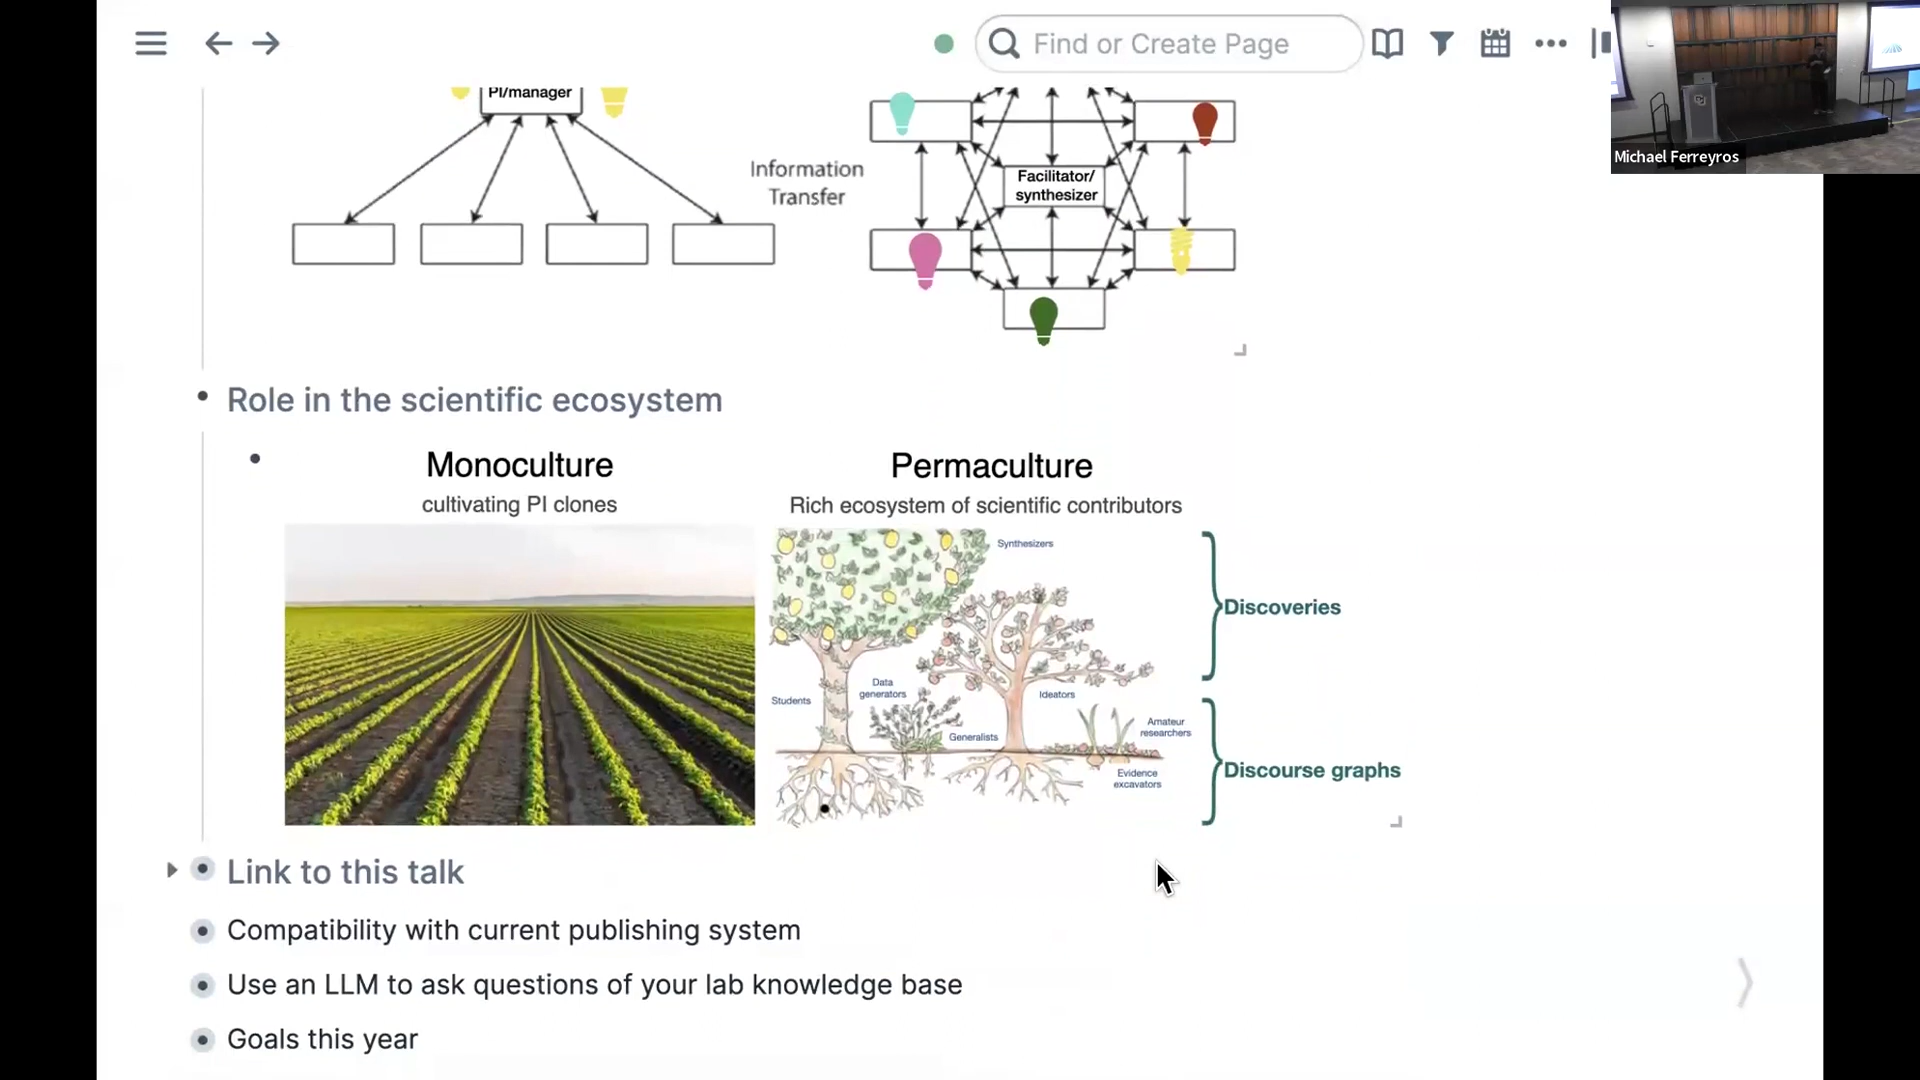 Find or Create Page
Michael Ferreyros
PI/manager
Information
Transfer
Facilitator/
synthesizer
Role in the scientific ecosystem
Monoculture
cultivating PI clones
Permaculture
Rich ecosystem of scientific contributors
Synthesizers
Discoveries
Students
Data
generators
Ideators
Generalists
Amateur
researchers
Evidence
excavators
Discourse graphs
Link to this talk
Compatibility with current publishing system
Use an LLM to ask questions of your lab knowledge base
Goals this year